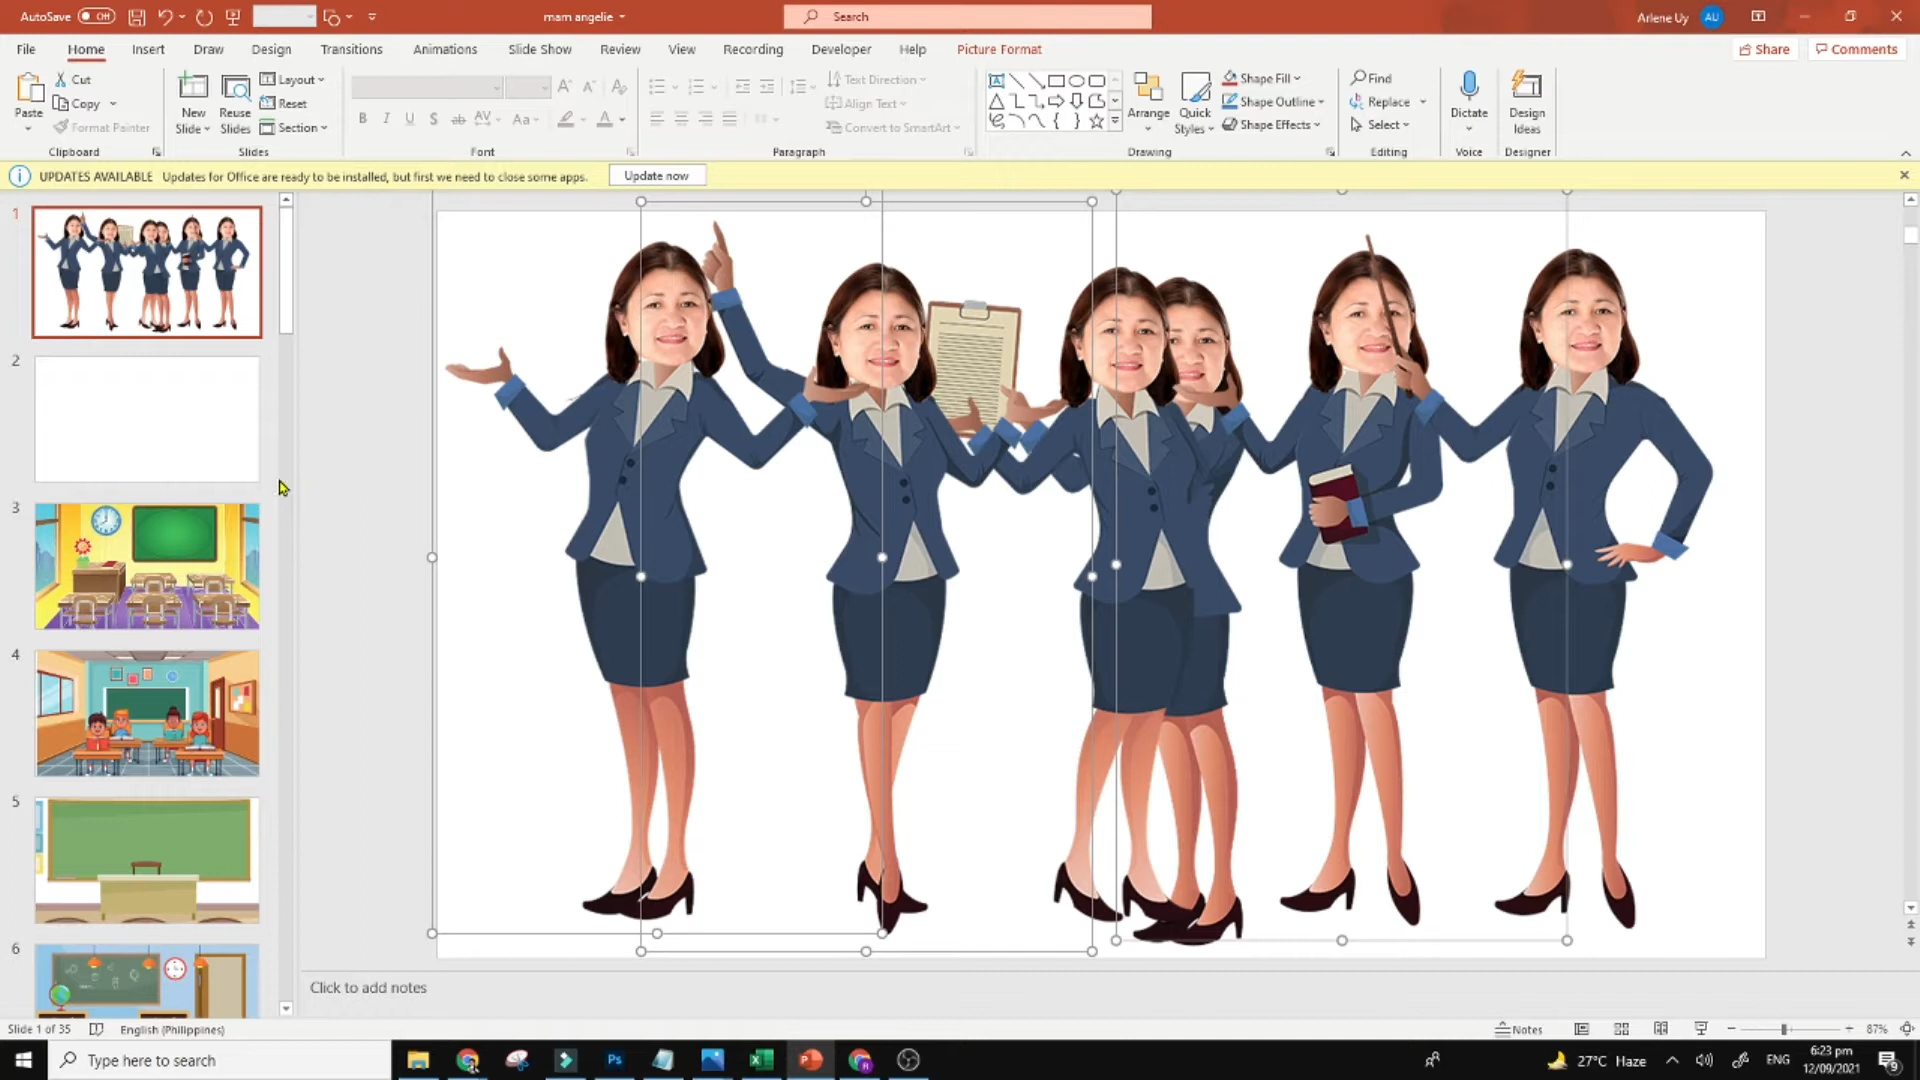 AutoSave Off
mam angelie
Search
Arlene Uy AU
File Home Insert Draw Design Transitions Animations Slide Show Review View Recording Developer Help Picture Format
Share Comments
Paste
Cut
Copy
Format Painter
Clipboard
New Slide
Reuse Slides
Layout
Reset
Section
Slides
B I U S ab AV Aa A
Font
Text Direction
Align Text
Convert to SmartArt
Paragraph
Arrange
Quick Styles
Shape Fill
Shape Outline
Shape Effects
Drawing
Find
Replace
Select
Editing
Dictate
Voice
Design Ideas
Designer
UPDATES AVAILABLE Updates for Office are ready to be installed, but first we need to close some apps. Update now
1
2
3
4
5
6
Click to add notes
Slide 1 of 35 English (Philippines) Notes 87%
Type here to search
Ps
27°C Haze ENG
6:23 pm
12/09/2021
9